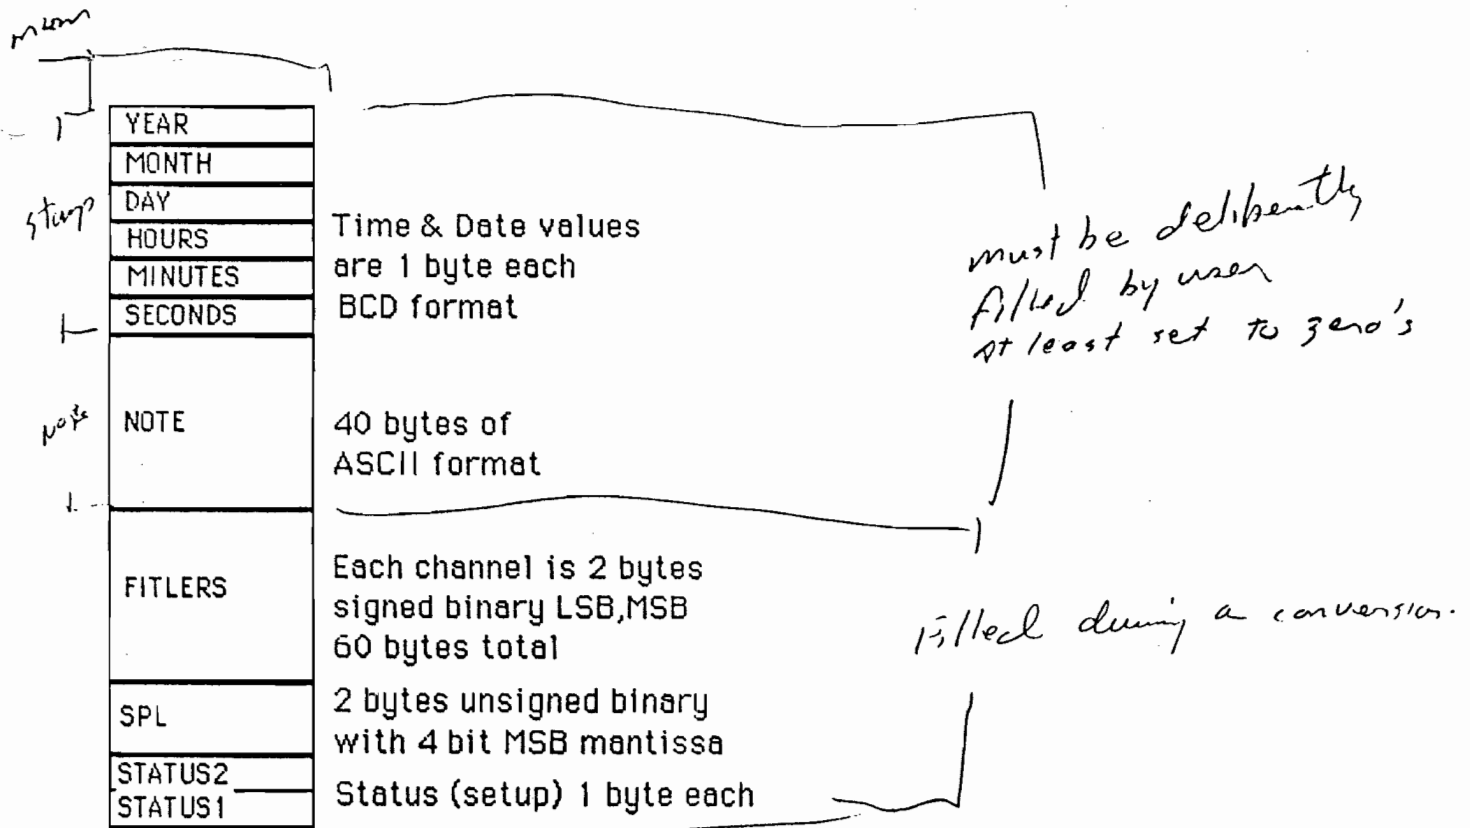 YEAR
MONTH
DAY
HOURS
MINUTES
SECONDS
Time & Date values
are 1 byte each
BCD format
must be deliberatly
filled by user
At least set to zero's
Note
NOTE
40 bytes of
ASCII format
FITLERS
Each channel is 2 bytes
signed binary LSB,MSB
60 bytes total
Filled during a conversion.
SPL
2 bytes unsigned binary
with 4 bit MSB mantissa
STATUS2
STATUS1
Status (setup) 1 byte each